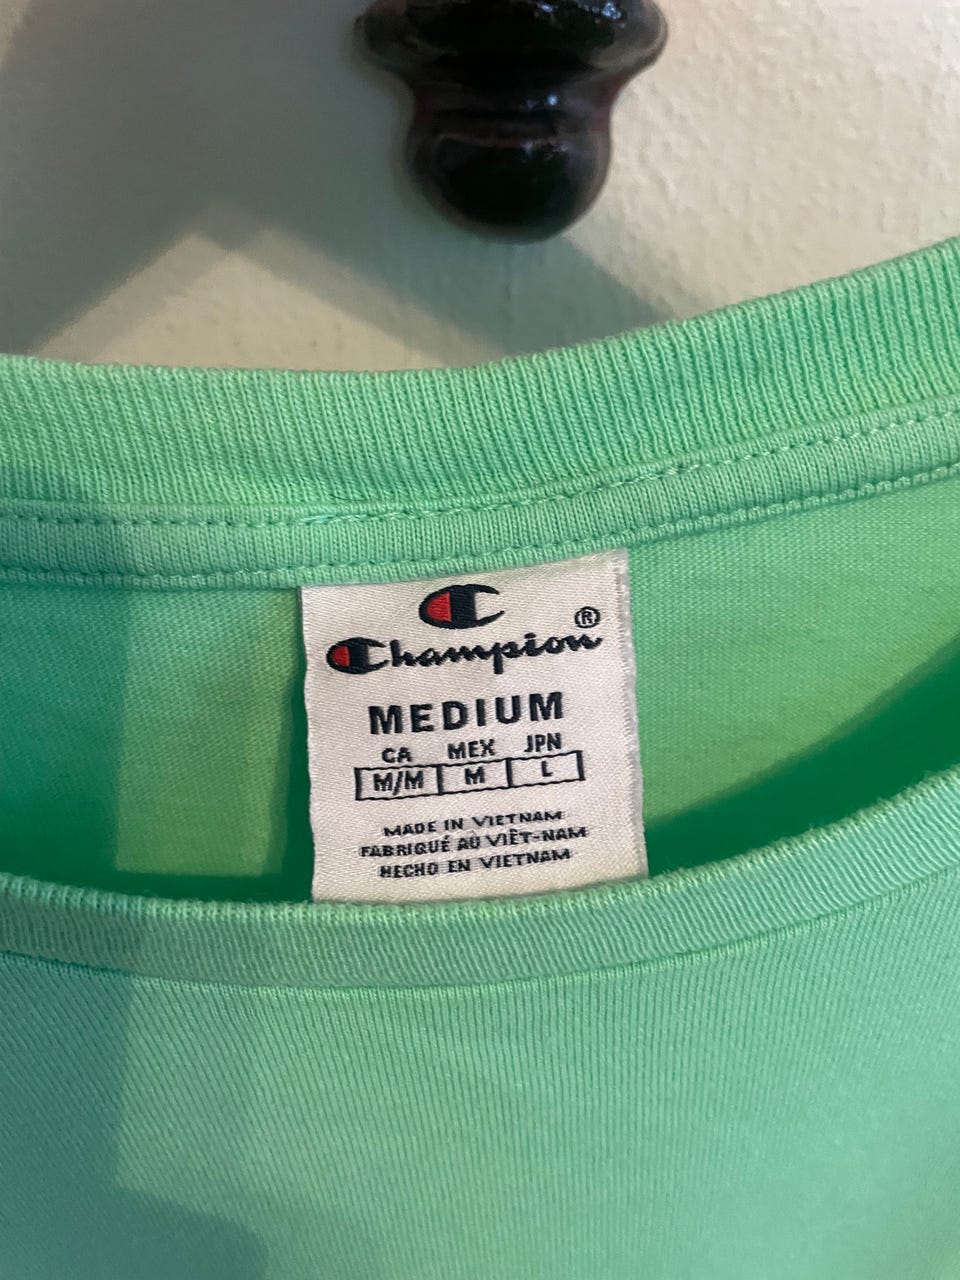 Champion®
MEDIUM
CA MEX JPN
M/M M L
MADE IN VIETNAM
FABRIQUÉ AU VIÊT-NAM
HECHO EN VIETNAM